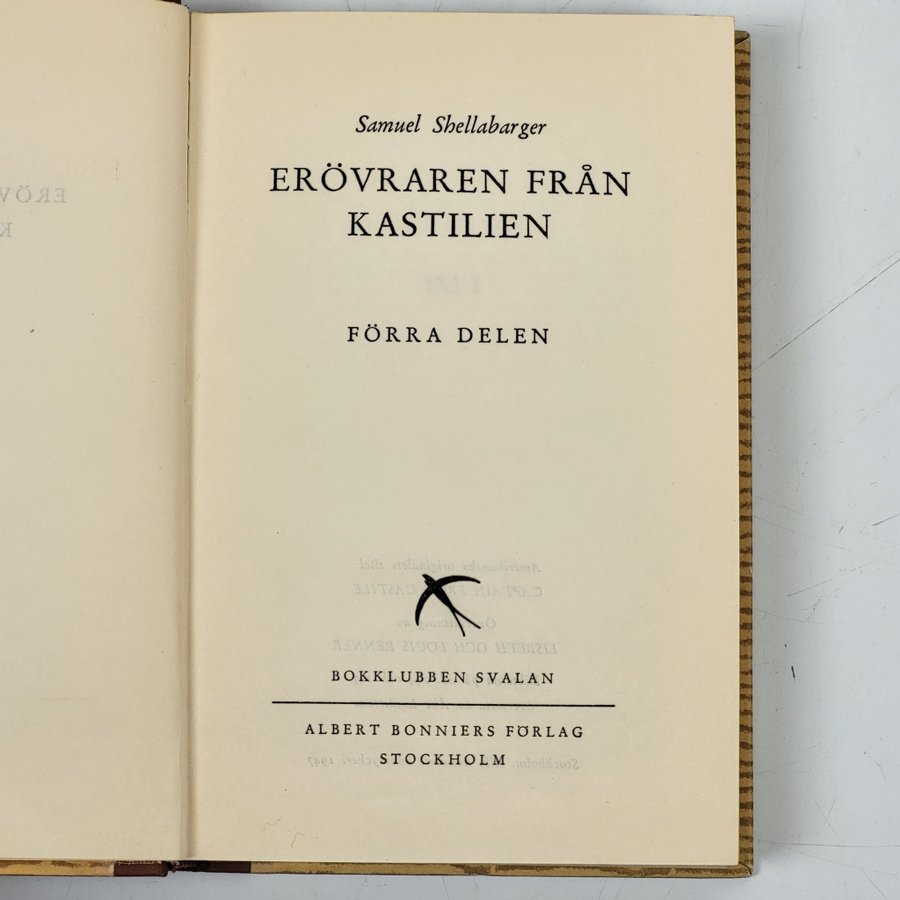 Samuel Shellabarger
ERÖVRAREN FRÅN
KASTILIEN
FÖRRA DELEN
BOKKLUBBEN SVALAN
ALBERT BONNIERS FÖRLAG
STOCKHOLM